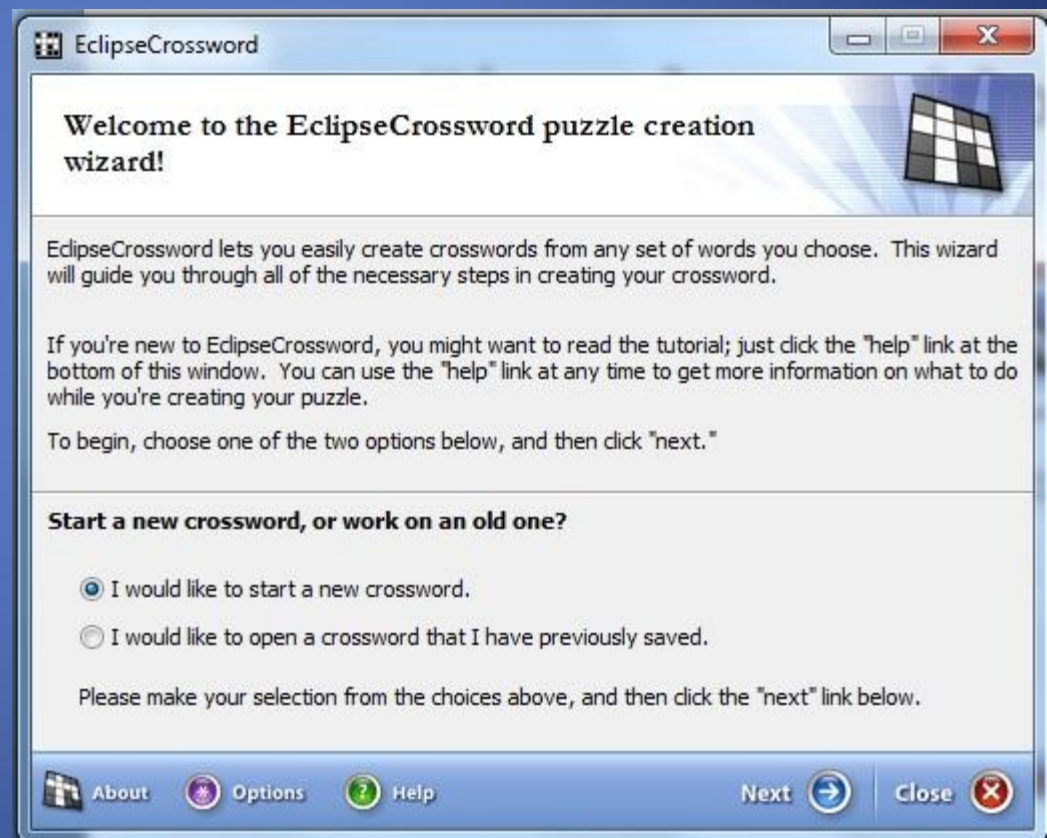 EclipseCrossword
Welcome to the EclipseCrossword puzzle creation
wizard!
EclipseCrossword lets you easily create crosswords from any set of words you choose. This wizard
will guide you through all of the necessary steps in creating your crossword.
If you're new to EclipseCrossword, you might want to read the tutorial; just click the "help" link at the
bottom of this window. You can use the "help" link at any time to get more information on what to do
while you're creating your puzzle.
To begin, choose one of the two options below, and then click "next."
Start a new crossword, or work on an old one?
I would like to start a new crossword.
I would like to open a crossword that I have previously saved.
Please make your selection from the choices above, and then click the "next" link below.
About Options Help Next Close